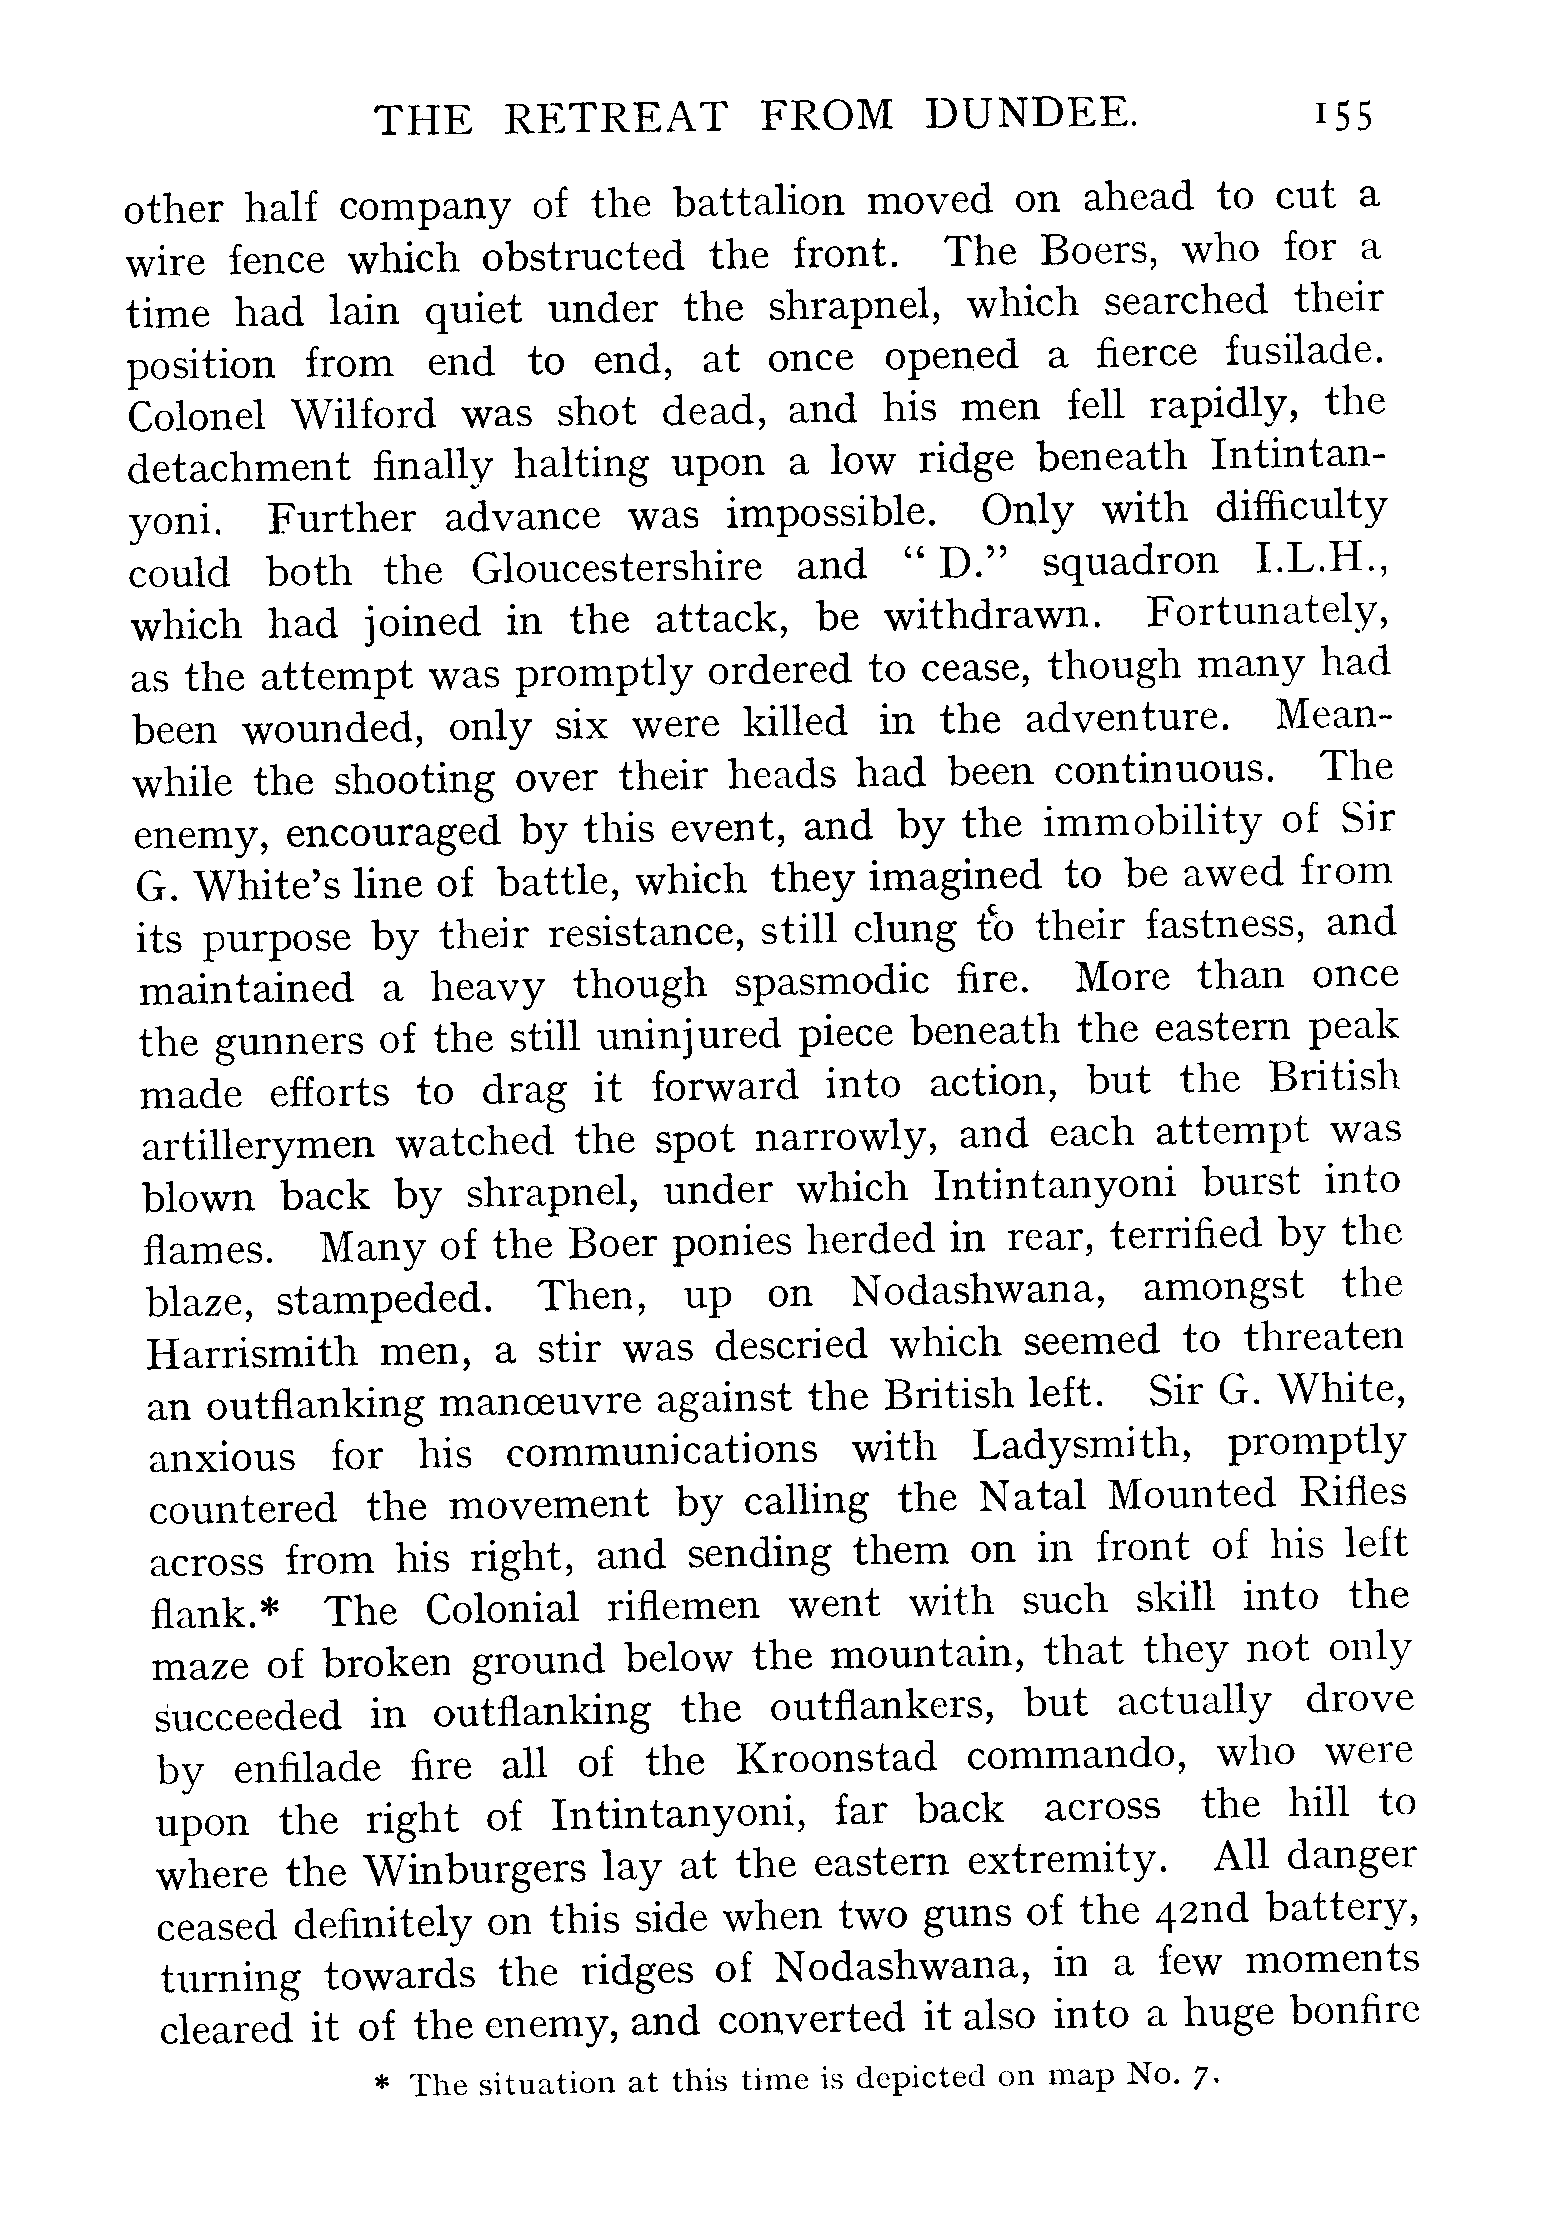 THE RETREAT FROM DUNDEE. 155
other half company of the battalion moved on ahead to cut a
wire fence which obstructed the front. The Boers, who for a
time had lain quiet under the shrapnel, which searched their
position from end to end, at once opened a fierce fusilade.
Colonel Wilford was shot dead, and his men fell rapidly, the
detachment finally halting upon a low ridge beneath Intintan-
yoni. Further advance was impossible. Only with difficulty
could both the Gloucestershire and “ D.” squadron I.L.H.,
which had joined in the attack, be withdrawn. Fortunately,
as the attempt was promptly ordered to cease, though many had
been wounded, only six were killed in the adventure. Mean-
while the shooting over their heads had been continuous. The
enemy, encouraged by this event, and by the immobility of Sir
G. White’s line of battle, which they imagined to be awed from
its purpose by their resistance, still clung to their fastness, and
maintained a heavy though spasmodic fire. More than once
the gunners of the still uninjured piece beneath the eastern peak
made efforts to drag it forward into action, but the British
artillerymen watched the spot narrowly, and each attempt was
blown back by shrapnel, under which Intintanyoni burst into
flames. Many of the Boer ponies herded in rear, terrified by the
blaze, stampeded. Then, up on Nodashwana, amongst the
Harrismith men, a stir was descried which seemed to threaten
an outflanking manœuvre against the British left. Sir G. White,
anxious for his communications with Ladysmith, promptly
countered the movement by calling the Natal Mounted Rifles
across from his right, and sending them on in front of his left
flank.* The Colonial riflemen went with such skill into the
maze of broken ground below the mountain, that they not only
succeeded in outflanking the outflankers, but actually drove
by enfilade fire all of the Kroonstad commando, who were
upon the right of Intintanyoni, far back across the hill to
where the Winburgers lay at the eastern extremity. All danger
ceased definitely on this side when two guns of the 42nd battery,
turning towards the ridges of Nodashwana, in a few moments
cleared it of the enemy, and converted it also into a huge bonfire
* The situation at this time is depicted on map No. 7.